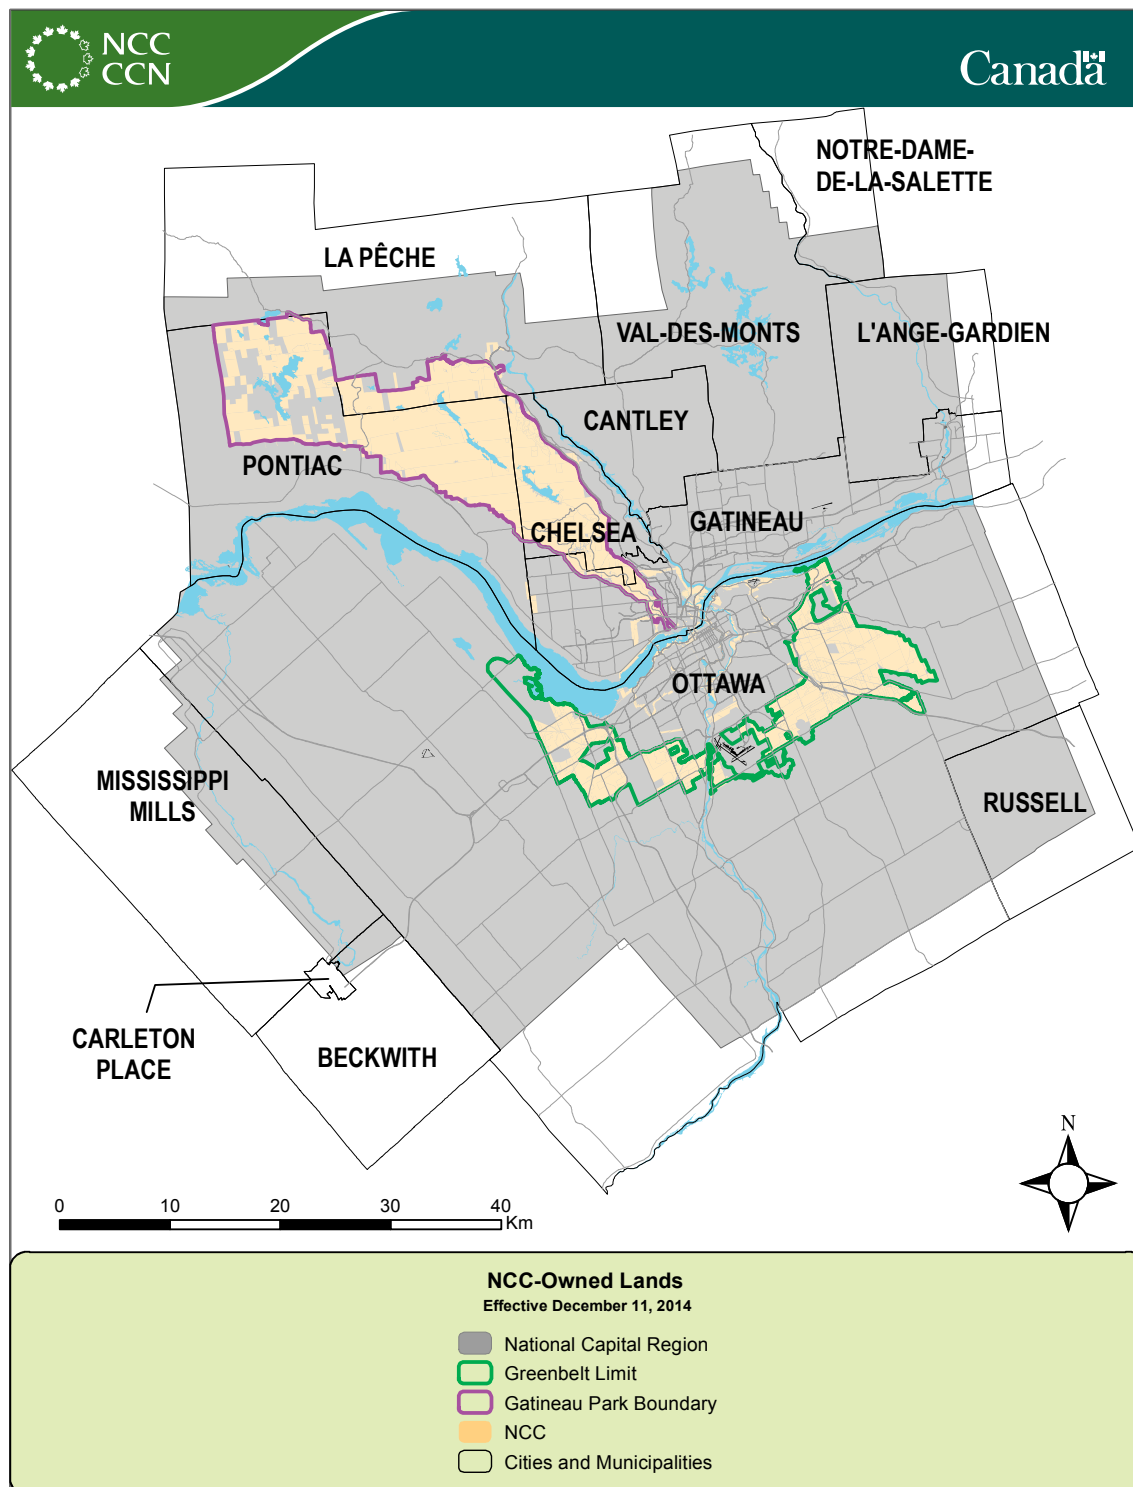 NCC
CCN
Canada
NOTRE-DAME-
DE-LA-SALETTE
LA PÊCHE
VAL-DES-MONTS
L'ANGE-GARDIEN
CANTLEY
PONTIAC
GATINEAU
CHELSEA
OTTAWA
MISSISSIPPI
MILLS
RUSSELL
CARLETON
PLACE
BECKWITH
N
0 10 20 30 40
Km
NCC-Owned Lands
Effective December 11, 2014
National Capital Region
Greenbelt Limit
Gatineau Park Boundary
NCC
Cities and Municipalities